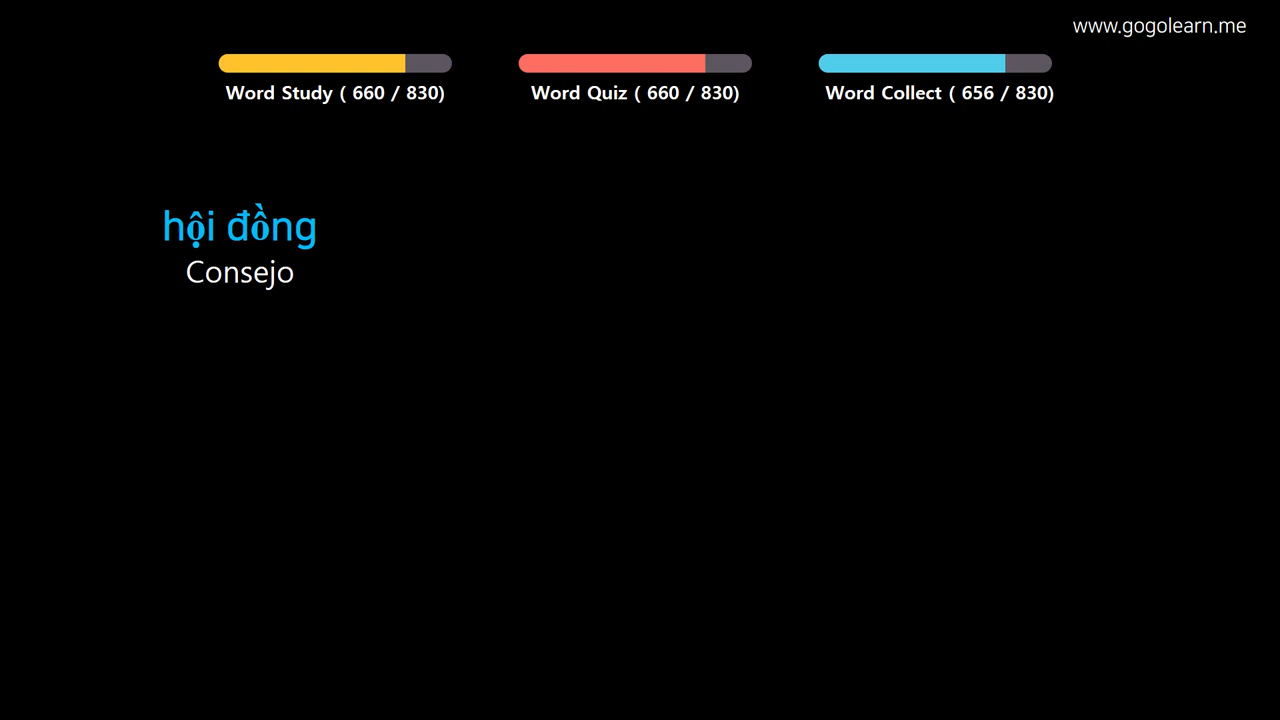 www.gogolearn.me
Word Study ( 660 / 830)
Word Quiz ( 660 / 830)
Word Collect ( 656 / 830)
hội đồng
Consejo